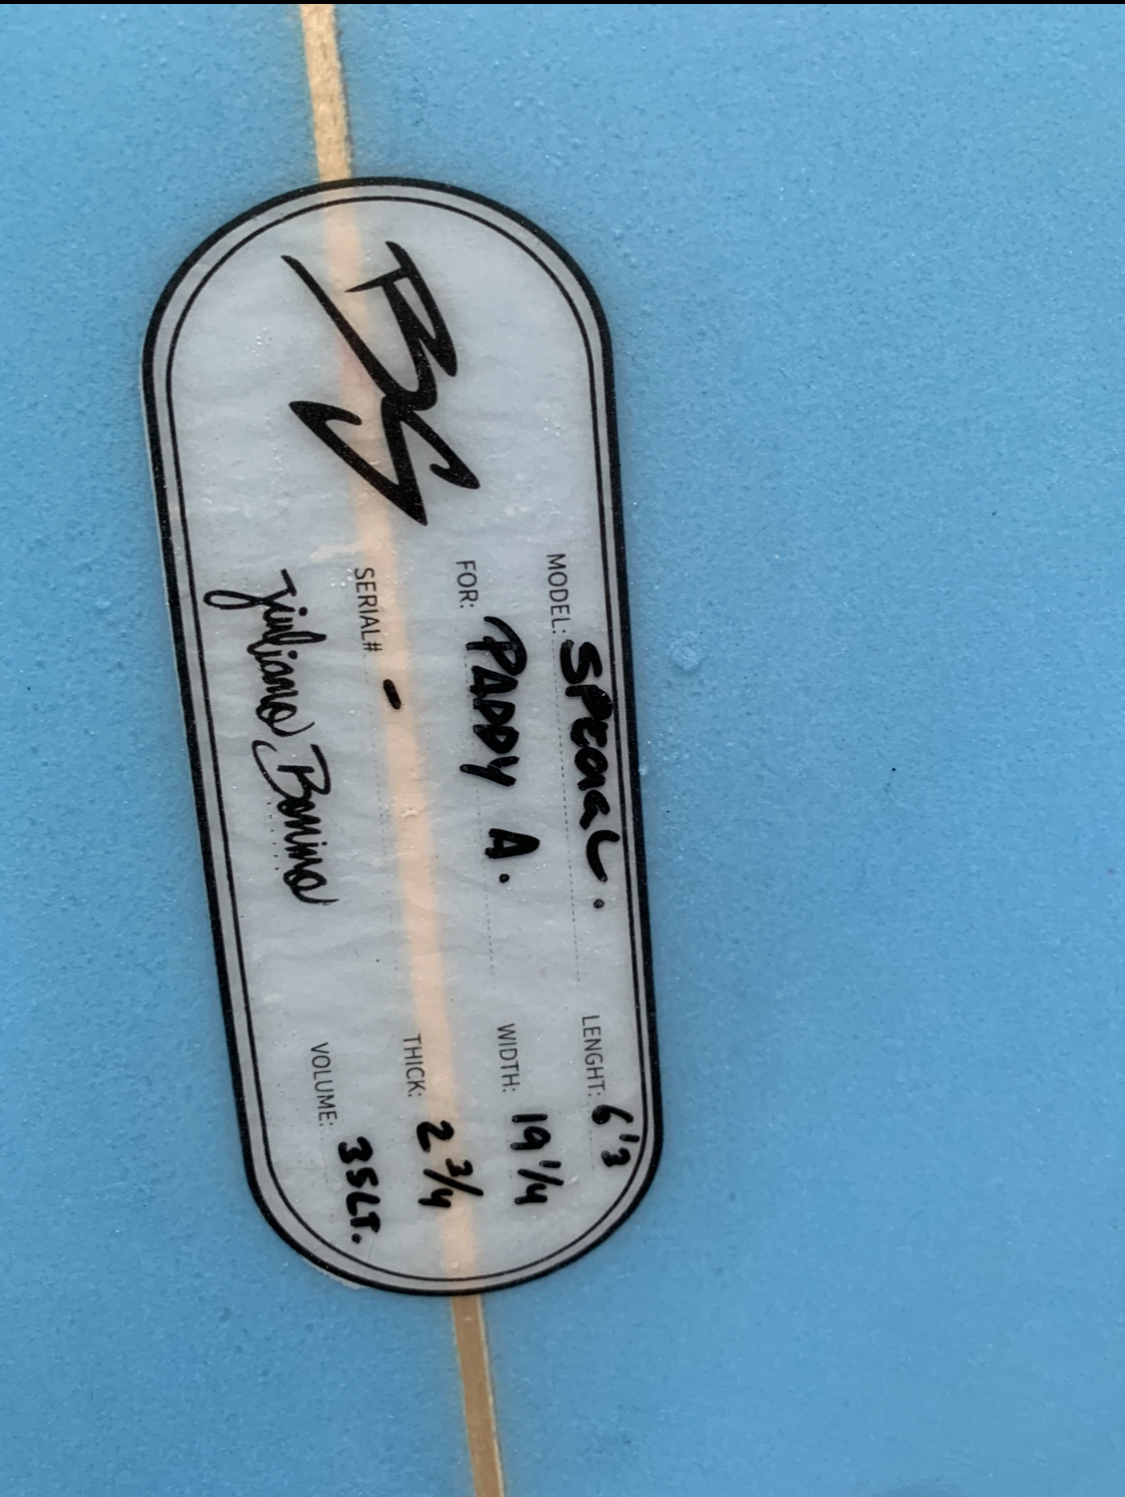 BS
MODEL: SPECIAL.
FOR: PADDY A.
SERIAL# -
Giuliano Bonino
LENGHT: 6'3
WIDTH: 19 1/4
THICK: 2 3/4
VOLUME: 35LT.